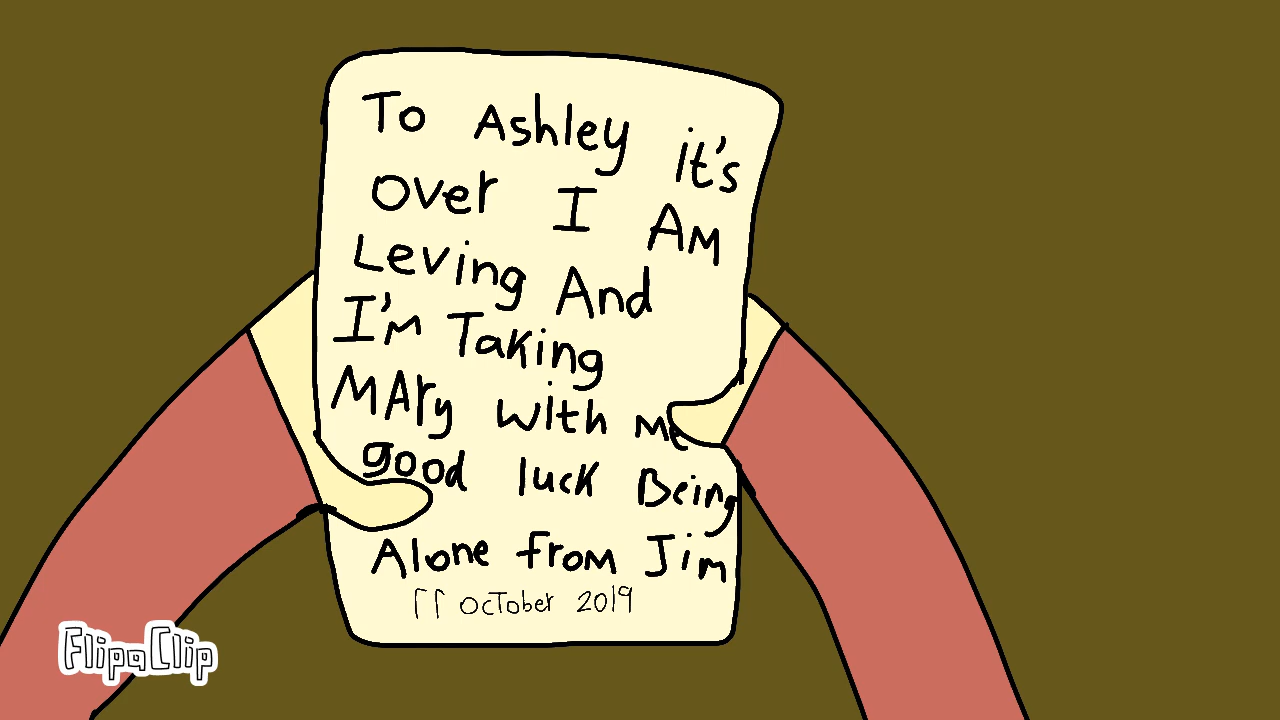 To Ashley it's
over I AM
Leving And
I'm Taking
MAry with me
good luck Being
Alone from Jim
11 October 2019
FlipaClip